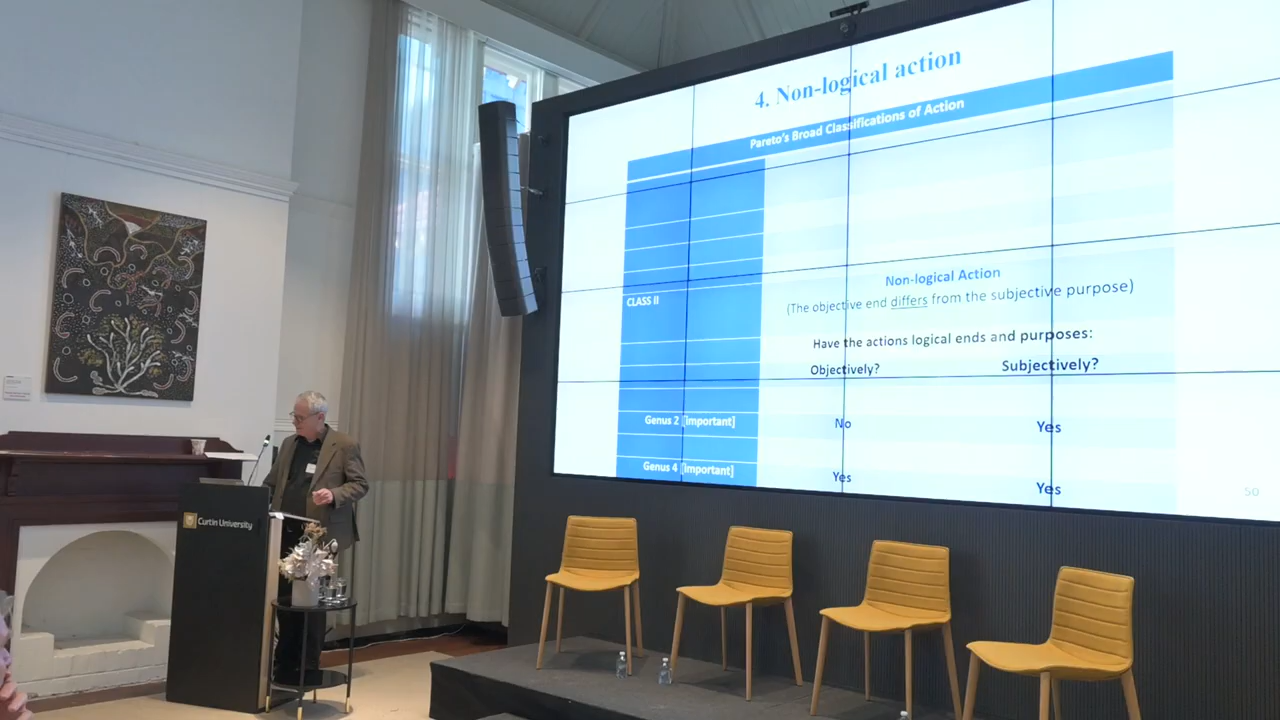 4. Non-logical action
Pareto's Broad Classifications of Action
CLASS II
Non-logical Action
(The objective end differs from the subjective purpose)
Have the actions logical ends and purposes:
Objectively?
Subjectively?
Genus 2 [important]
No
Yes
Genus 4 [important]
Yes
Yes
50
Curtin University